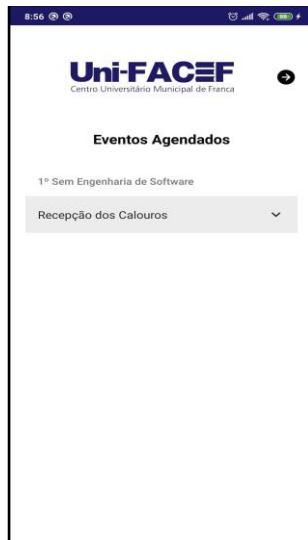 8:56
Uni-FACEF
Centro Universitário Municipal de Franca
Eventos Agendados
1º Sem Engenharia de Software
Recepção dos Calouros